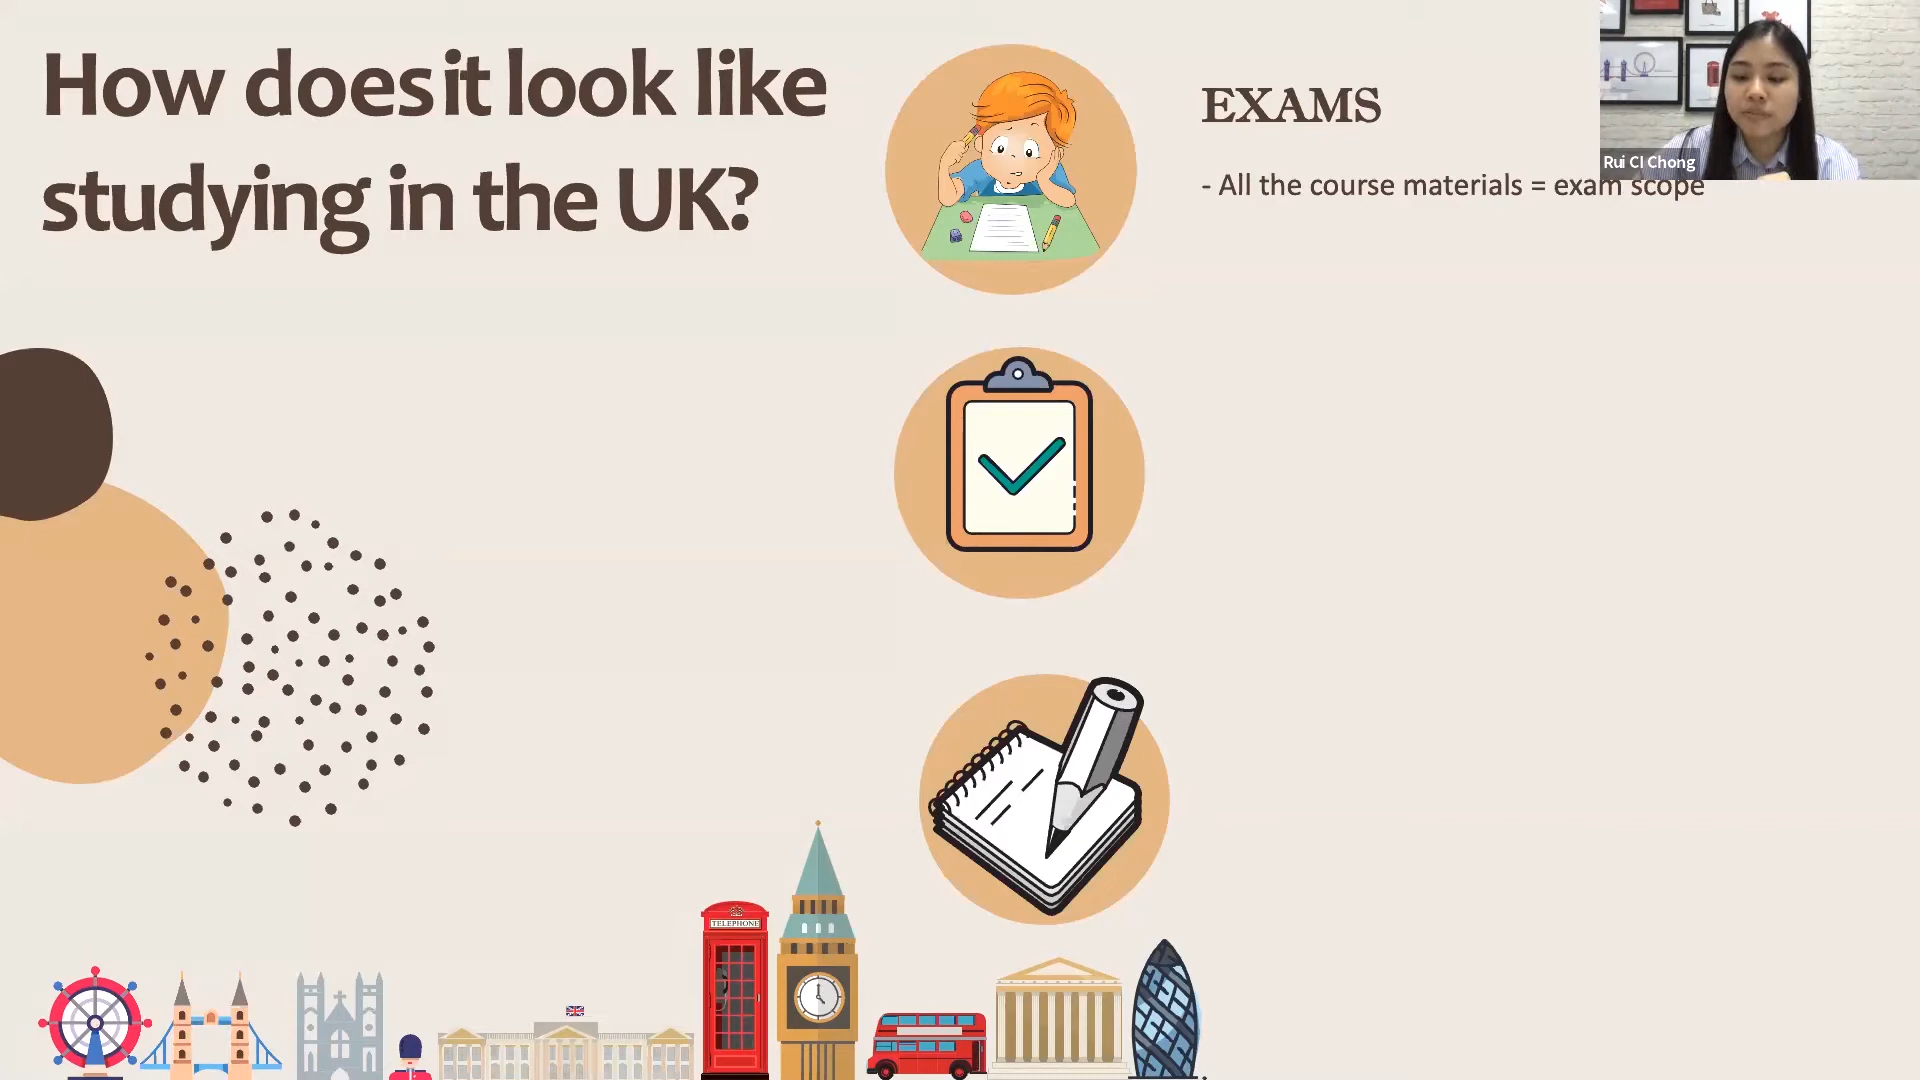 How does it look like
studying in the UK?
EXAMS
- All the course materials = exam scope
Rui CI Chong
TELEPHONE